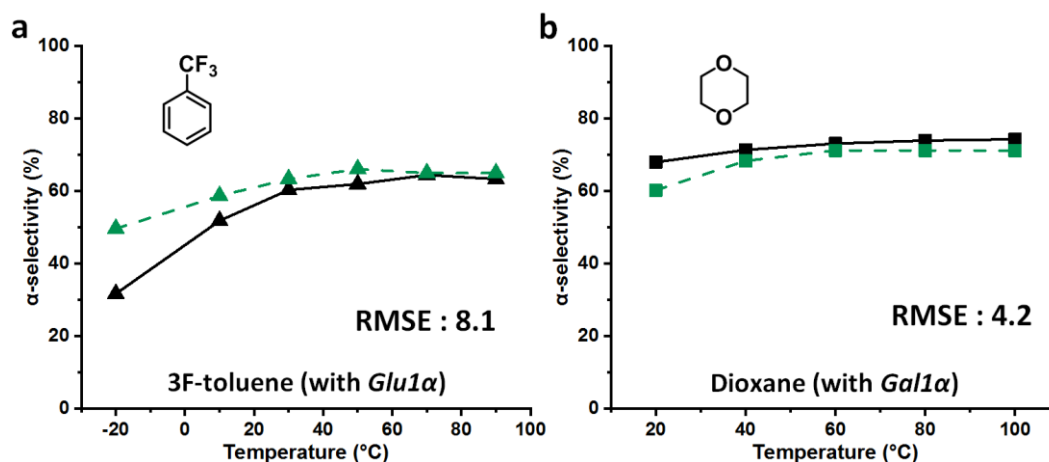 a
100
80
60
40
20
0
α-selectivity (%)
CF3
RMSE : 8.1
3F-toluene (with Glu1α)
-20 0 20 40 60 80 100
Temperature (°C)
b
100
80
60
40
20
0
α-selectivity (%)
O
O
RMSE : 4.2
Dioxane (with Gal1α)
20 40 60 80 100
Temperature (°C)